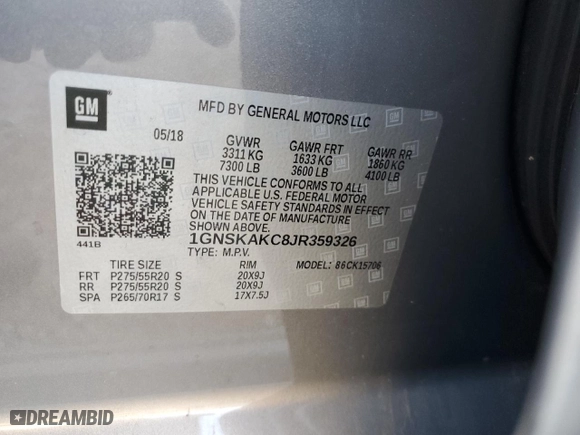 GM
MFD BY GENERAL MOTORS LLC
05/18
GVWR GAWR FRT GAWR RR
3311 KG 1633 KG 1860 KG
7300 LB 3600 LB 4100 LB
THIS VEHICLE CONFORMS TO ALL
APPLICABLE U.S. FEDERAL MOTOR
VEHICLE SAFETY STANDARDS IN EFFECT
ON THE DATE OF MANUFACTURE
SHOWN ABOVE.
441B
1GNSKAKC8JR359326
TYPE: M.P.V.
MODEL: 86CK15706
TIRE SIZE RIM
FRT P275/55R20 S 20X9J
RR P275/55R20 S 20X9J
SPA P265/70R17 S 17X7.5J
DREAMBID